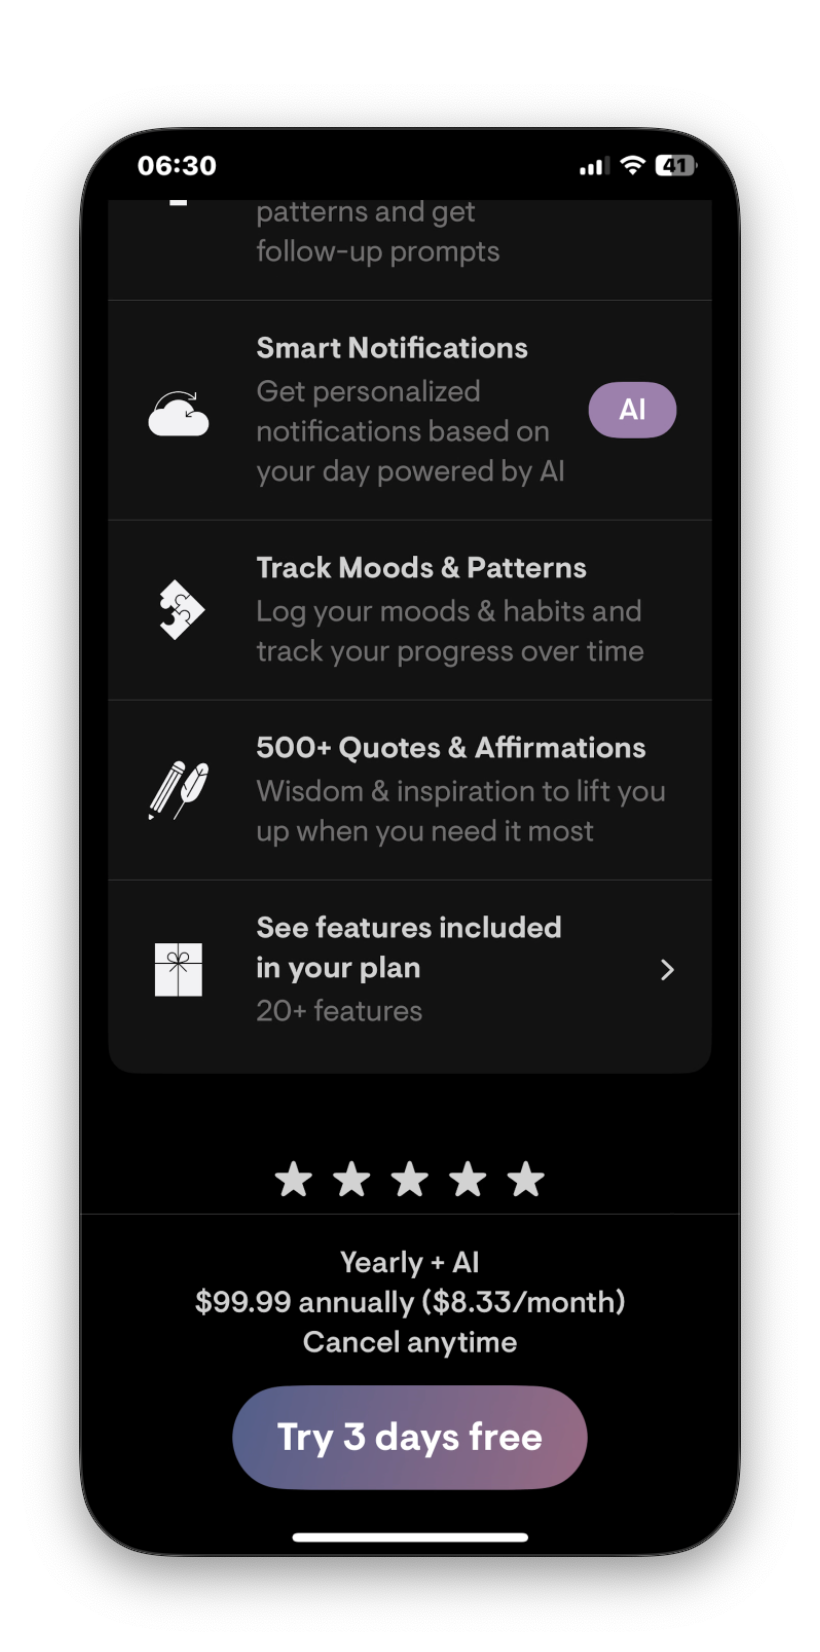 06:30
41
patterns and get
follow-up prompts
Smart Notifications
Get personalized
notifications based on
your day powered by AI
AI
Track Moods & Patterns
Log your moods & habits and
track your progress over time
500+ Quotes & Affirmations
Wisdom & inspiration to lift you
up when you need it most
See features included
in your plan
20+ features
Yearly + AI
$99.99 annually ($8.33/month)
Cancel anytime
Try 3 days free